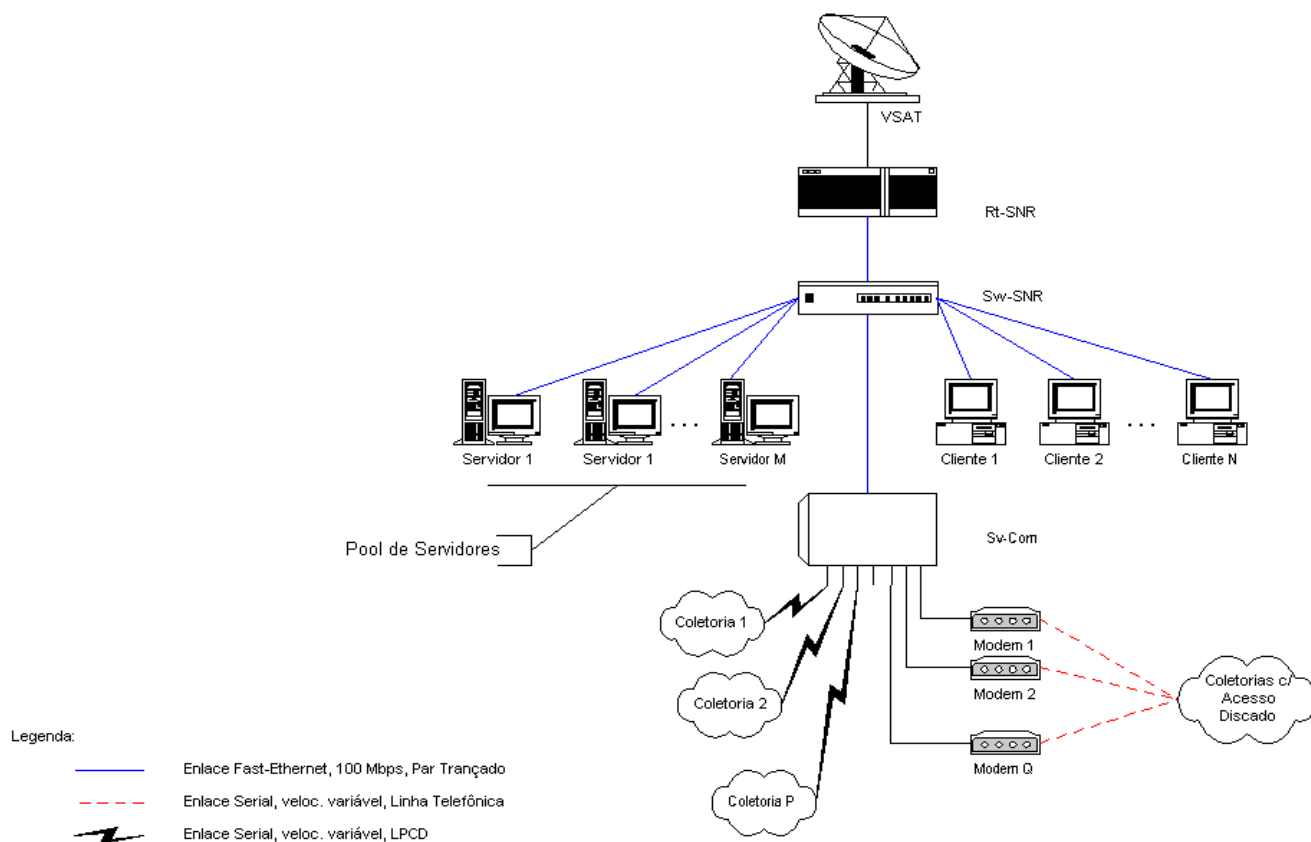 VSAT
Rt-SNR
Sw-SNR
Servidor 1
Servidor 1
. . .
Servidor M
Cliente 1
Cliente 2
. . .
Cliente N
Pool de Servidores
Sv-Com
Coletoria 1
Modem 1
Coletoria 2
Modem 2
Coletorias c/
Acesso
Discado
Coletoria P
Modem Q
Legenda:
Enlace Fast-Ethernet, 100 Mbps, Par Trançado
Enlace Serial, veloc. variável, Linha Telefônica
Enlace Serial, veloc. variável, LPCD